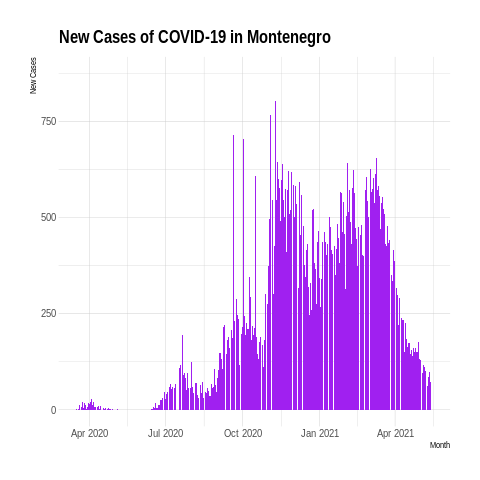 New Cases of COVID-19 in Montenegro
New Cases
750
500
250
0
Apr 2020
Jul 2020
Oct 2020
Jan 2021
Apr 2021
Month